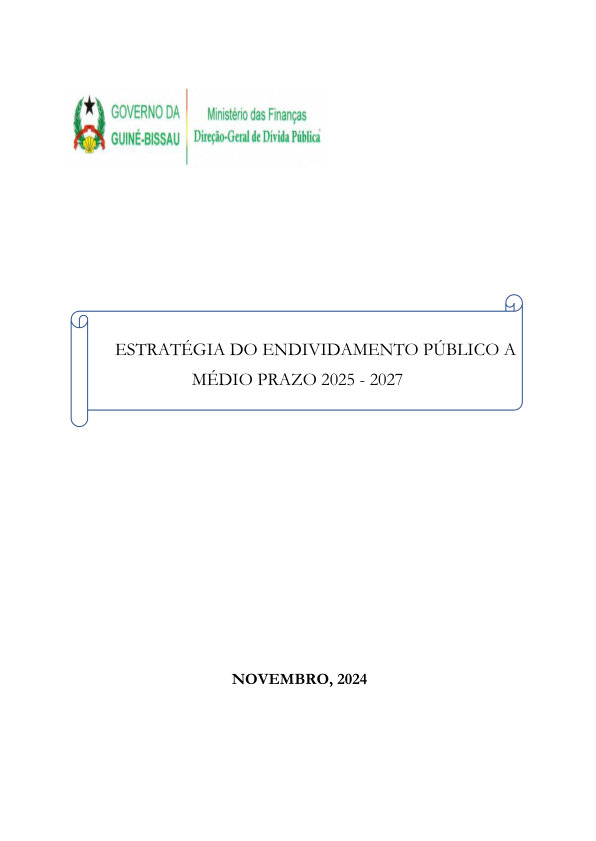 GOVERNO DA
GUINÉ-BISSAU
Ministério das Finanças
Direção-Geral de Divida Pública
ESTRATÉGIA DO ENDIVIDAMENTO PÚBLICO A
MÉDIO PRAZO 2025 - 2027
NOVEMBRO, 2024